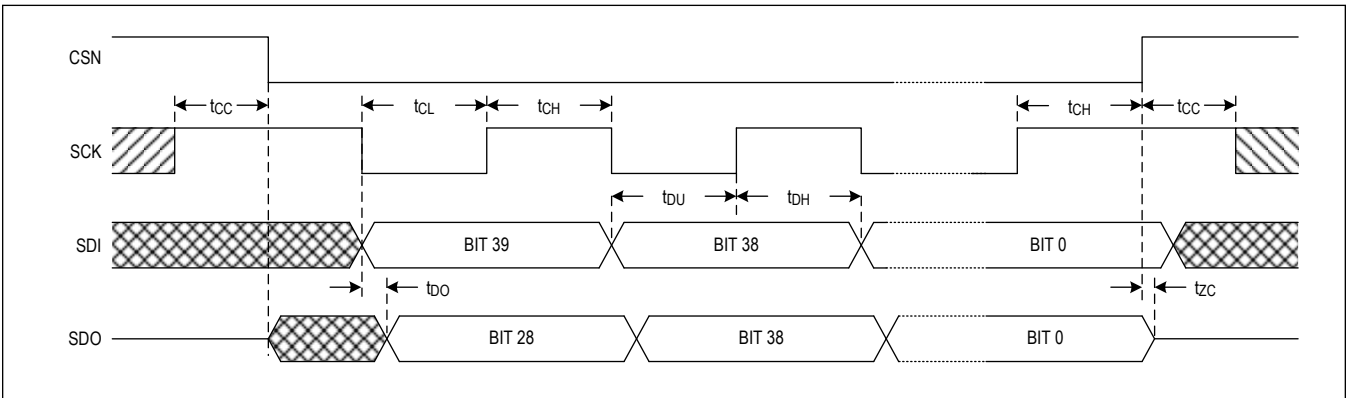 CSN
tCC tCL tCH tCH tCC
SCK
tDU tDH
SDI BIT 39 BIT 38 BIT 0
tDO tZC
SDO BIT 28 BIT 38 BIT 0